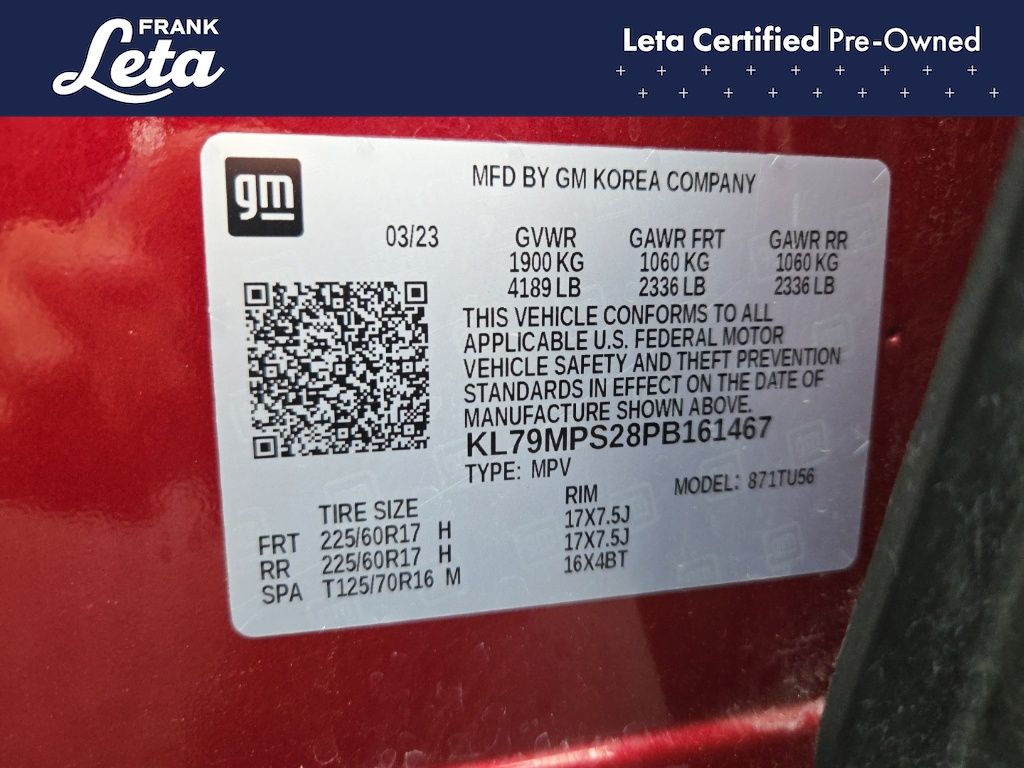 FRANK
Leta
Leta Certified Pre-Owned
gm
MFD BY GM KOREA COMPANY
03/23 GVWR GAWR FRT GAWR RR
1900 KG 1060 KG 1060 KG
4189 LB 2336 LB 2336 LB
THIS VEHICLE CONFORMS TO ALL
APPLICABLE U.S. FEDERAL MOTOR
VEHICLE SAFETY AND THEFT PREVENTION
STANDARDS IN EFFECT ON THE DATE OF
MANUFACTURE SHOWN ABOVE.
KL79MPS28PB161467
TYPE: MPV MODEL: 871TU56
TIRE SIZE RIM
FRT 225/60R17 H 17X7.5J
RR 225/60R17 H 17X7.5J
SPA T125/70R16 M 16X4BT